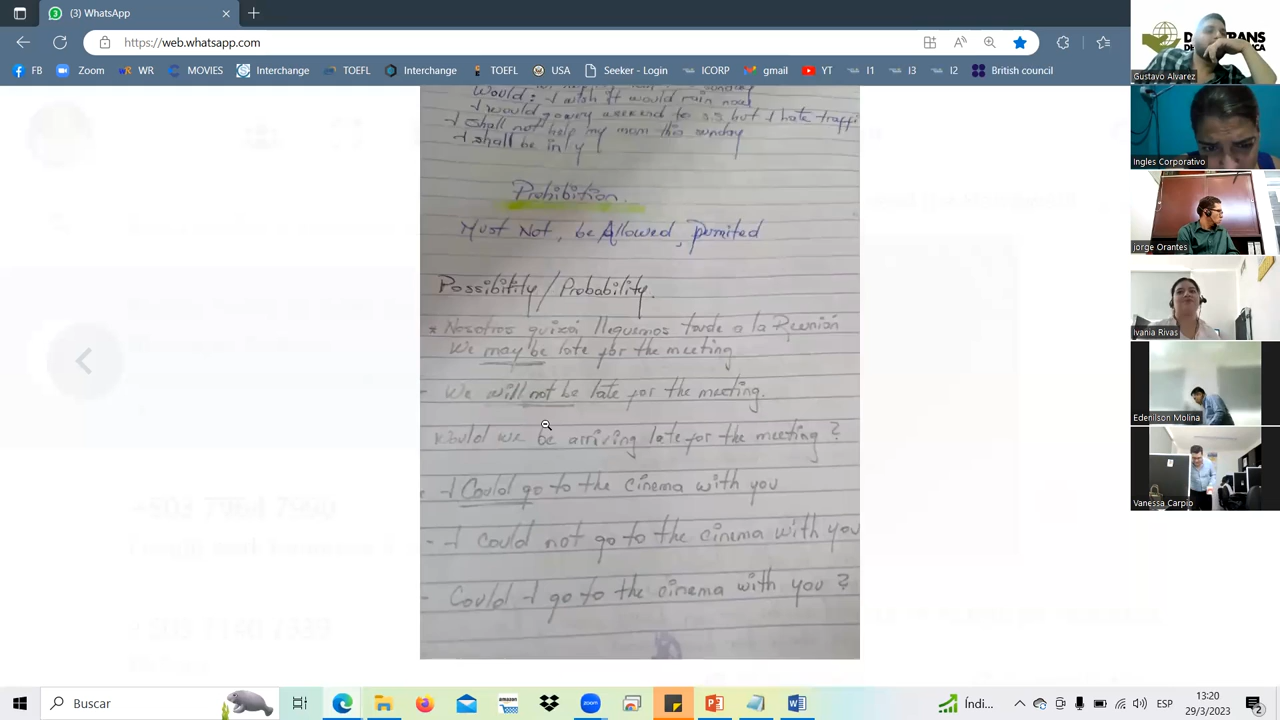 (3) WhatsApp
https://web.whatsapp.com
FB
Zoom
WR
MOVIES
Interchange
TOEFL
Interchange
TOEFL
USA
Seeker - Login
ICORP
gmail
YT
I1
I3
I2
British council
Would: I wish it would rain now
I would go every weekend to S.S but I hate traffi
I shall not help my mom this sunday
I shall be in
Prohibition.
Must Not, be Allowed, permited
Possibility/Probability.
* Nosotros quizá lleguemos tarde a la Reunión
We may be late for the meeting
- We will not be late for the meeting.
Would we be arriving late for the meeting?
- I Could go to the cinema with you
- I could not go to the cinema with you
- Could I go to the cinema with you?
Gustavo Alvarez
Ingles Corporativo
jorge Orantes
Ivania Rivas
Edenilson Molina
Vanessa Carpio
Buscar
Índi...
ESP
13:20
29/3/2023
2